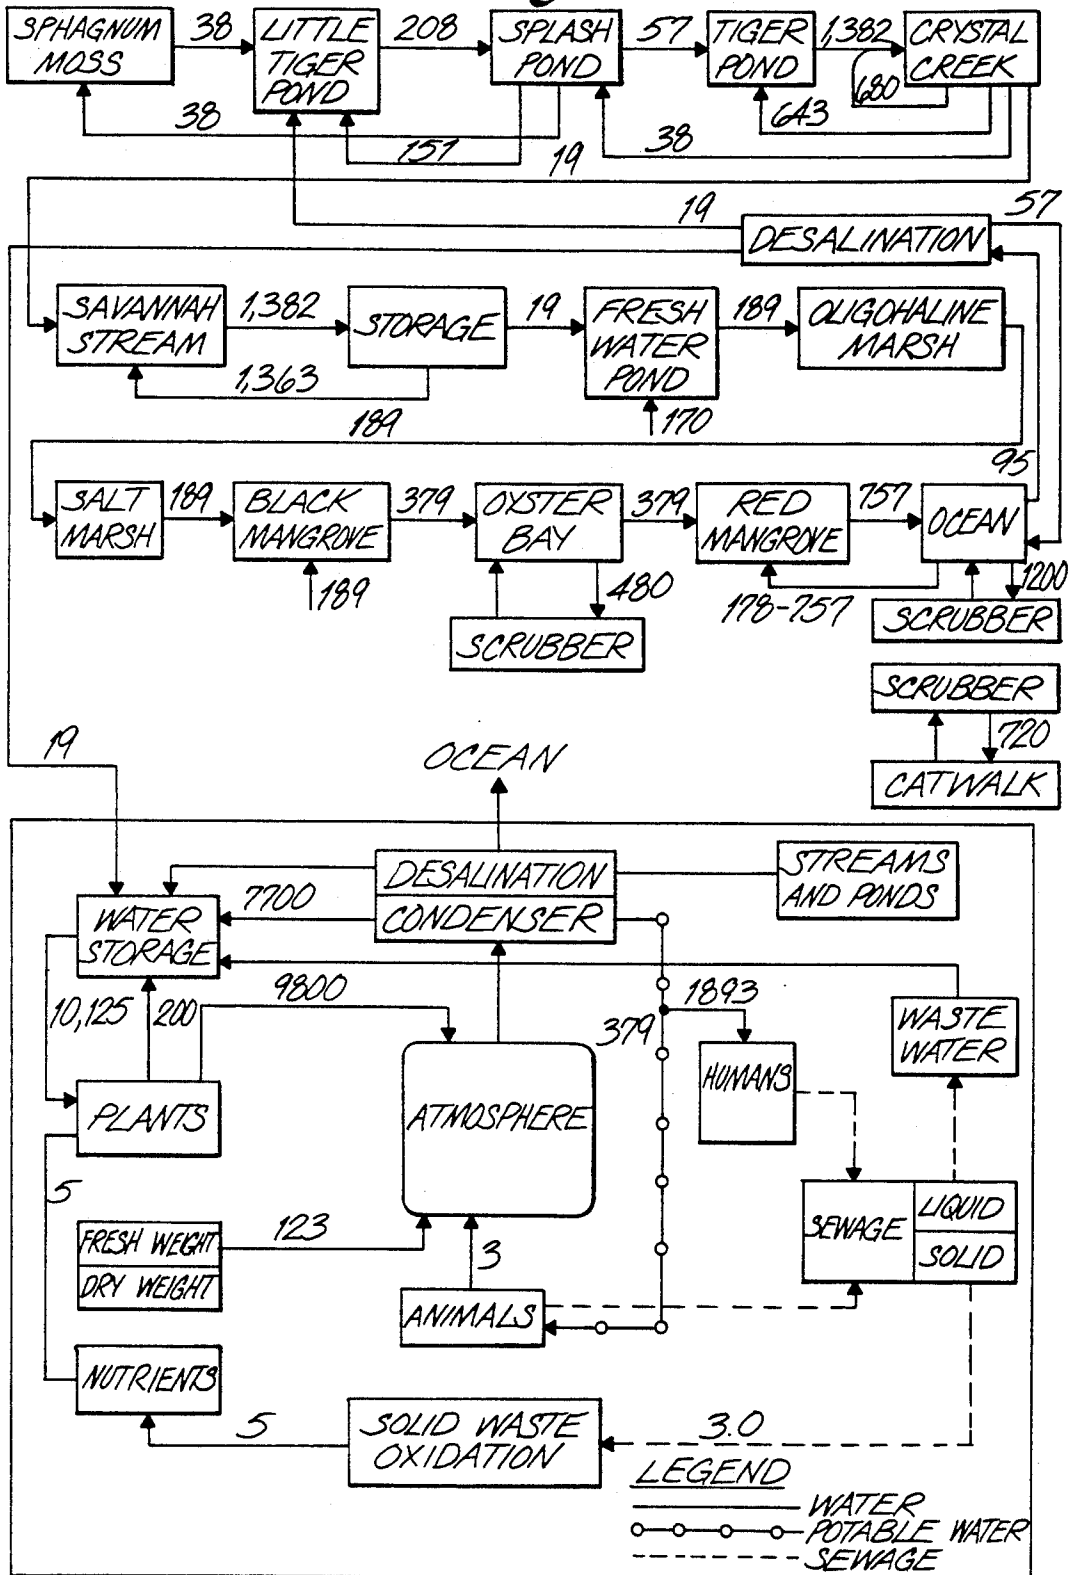 SPHAGNUM
MOSS
38
LITTLE
TIGER
POND
208
SPLASH
POND
57
TIGER
POND
1,382
CRYSTAL
CREEK
680
643
38
38
151
19
19
57
DESALINATION
SAVANNAH
STREAM
1,382
STORAGE
19
FRESH
WATER
POND
189
OLIGOHALINE
MARSH
1,363
170
189
95
SALT
MARSH
189
BLACK
MANGROVE
379
OYSTER
BAY
379
RED
MANGROVE
757
OCEAN
189
480
178-757
1200
SCRUBBER
SCRUBBER
SCRUBBER
720
CATWALK
19
OCEAN
DESALINATION
CONDENSER
STREAMS
AND PONDS
7700
WATER
STORAGE
10,125
200
9800
1893
379
WASTE
WATER
HUMANS
PLANTS
ATMOSPHERE
5
SEWAGE
LIQUID
SOLID
FRESH WEIGHT
DRY WEIGHT
123
3
ANIMALS
NUTRIENTS
5
SOLID WASTE
OXIDATION
3.0
LEGEND
WATER
POTABLE WATER
SEWAGE